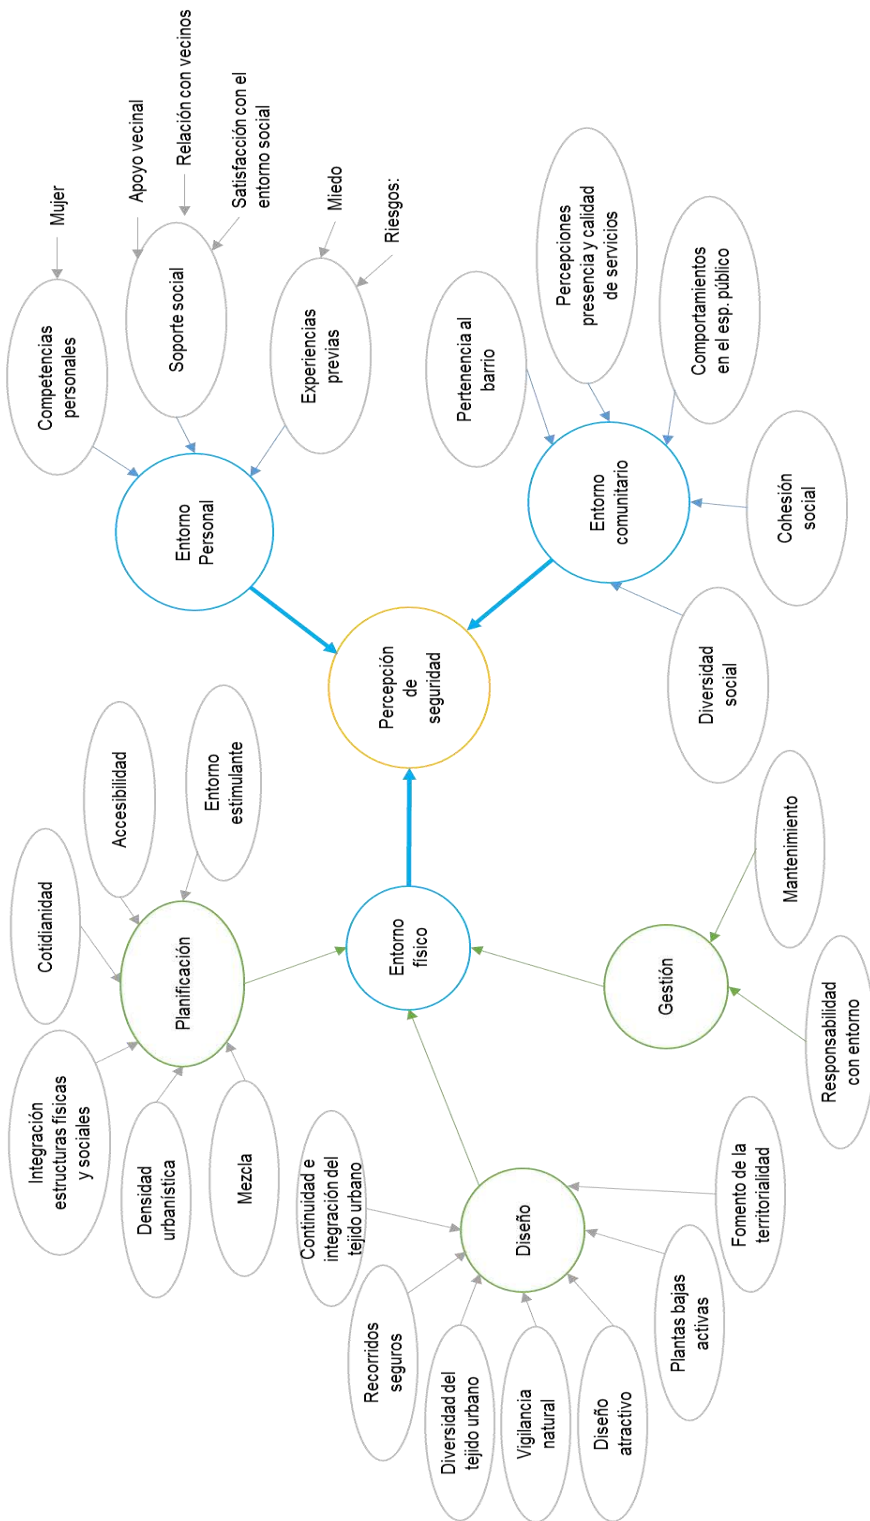 Integración
estructuras físicas
y sociales
Cotidianidad
Accesibilidad
Entorno
estimulante
Densidad
urbanística
Mezcla
Planificación
Competencias
personales
Mujer
Soporte social
Apoyo vecinal
Relación con vecinos
Satisfacción con el
entorno social
Experiencias
previas
Miedo
Riesgos:
Entorno
Personal
Continuidad e
integración del
tejido urbano
Recorridos
seguros
Diversidad del
tejido urbano
Vigilancia
natural
Diseño
atractivo
Plantas bajas
activas
Fomento de la
territorialidad
Diseño
Entorno
físico
Percepción
de
seguridad
Gestión
Responsabilidad
con entorno
Mantenimiento
Entorno
comunitario
Pertenencia al
barrio
Percepciones
presencia y calidad
de servicios
Comportamientos
en el esp. público
Cohesión
social
Diversidad
social